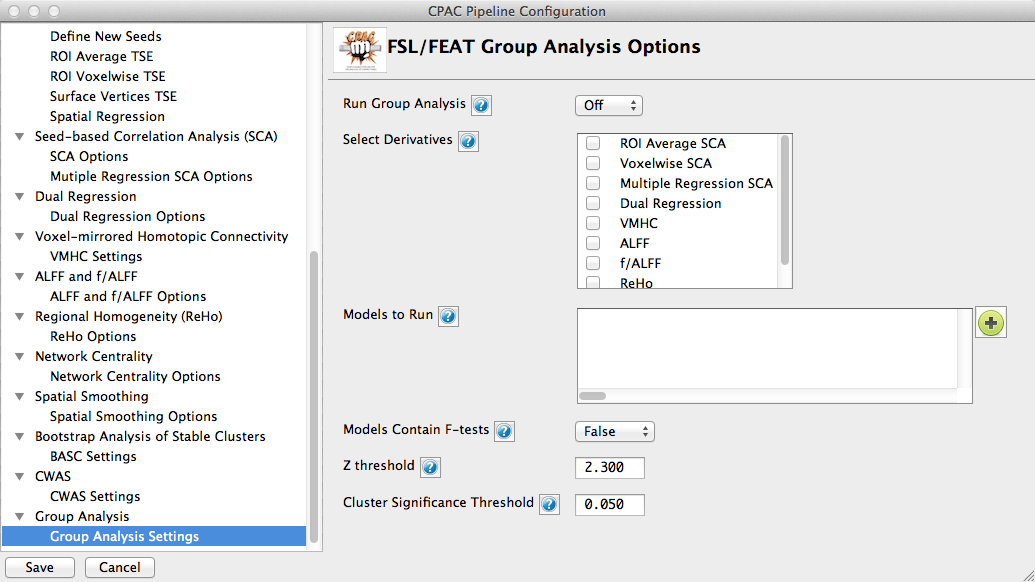 CPAC Pipeline Configuration
Define New Seeds
ROI Average TSE
ROI Voxelwise TSE
Surface Vertices TSE
Spatial Regression
Seed-based Correlation Analysis (SCA)
SCA Options
Mutiple Regression SCA Options
Dual Regression
Dual Regression Options
Voxel-mirrored Homotopic Connectivity
VMHC Settings
ALFF and f/ALFF
ALFF and f/ALFF Options
Regional Homogeneity (ReHo)
ReHo Options
Network Centrality
Network Centrality Options
Spatial Smoothing
Spatial Smoothing Options
Bootstrap Analysis of Stable Clusters
BASC Settings
CWAS
CWAS Settings
Group Analysis
Group Analysis Settings
Save Cancel
CPAC
FSL/FEAT Group Analysis Options
Run Group Analysis ? Off
Select Derivatives ?
ROI Average SCA
Voxelwise SCA
Multiple Regression SCA
Dual Regression
VMHC
ALFF
f/ALFF
ReHo
Models to Run ?
Models Contain F-tests ? False
Z threshold ? 2.300
Cluster Significance Threshold ? 0.050